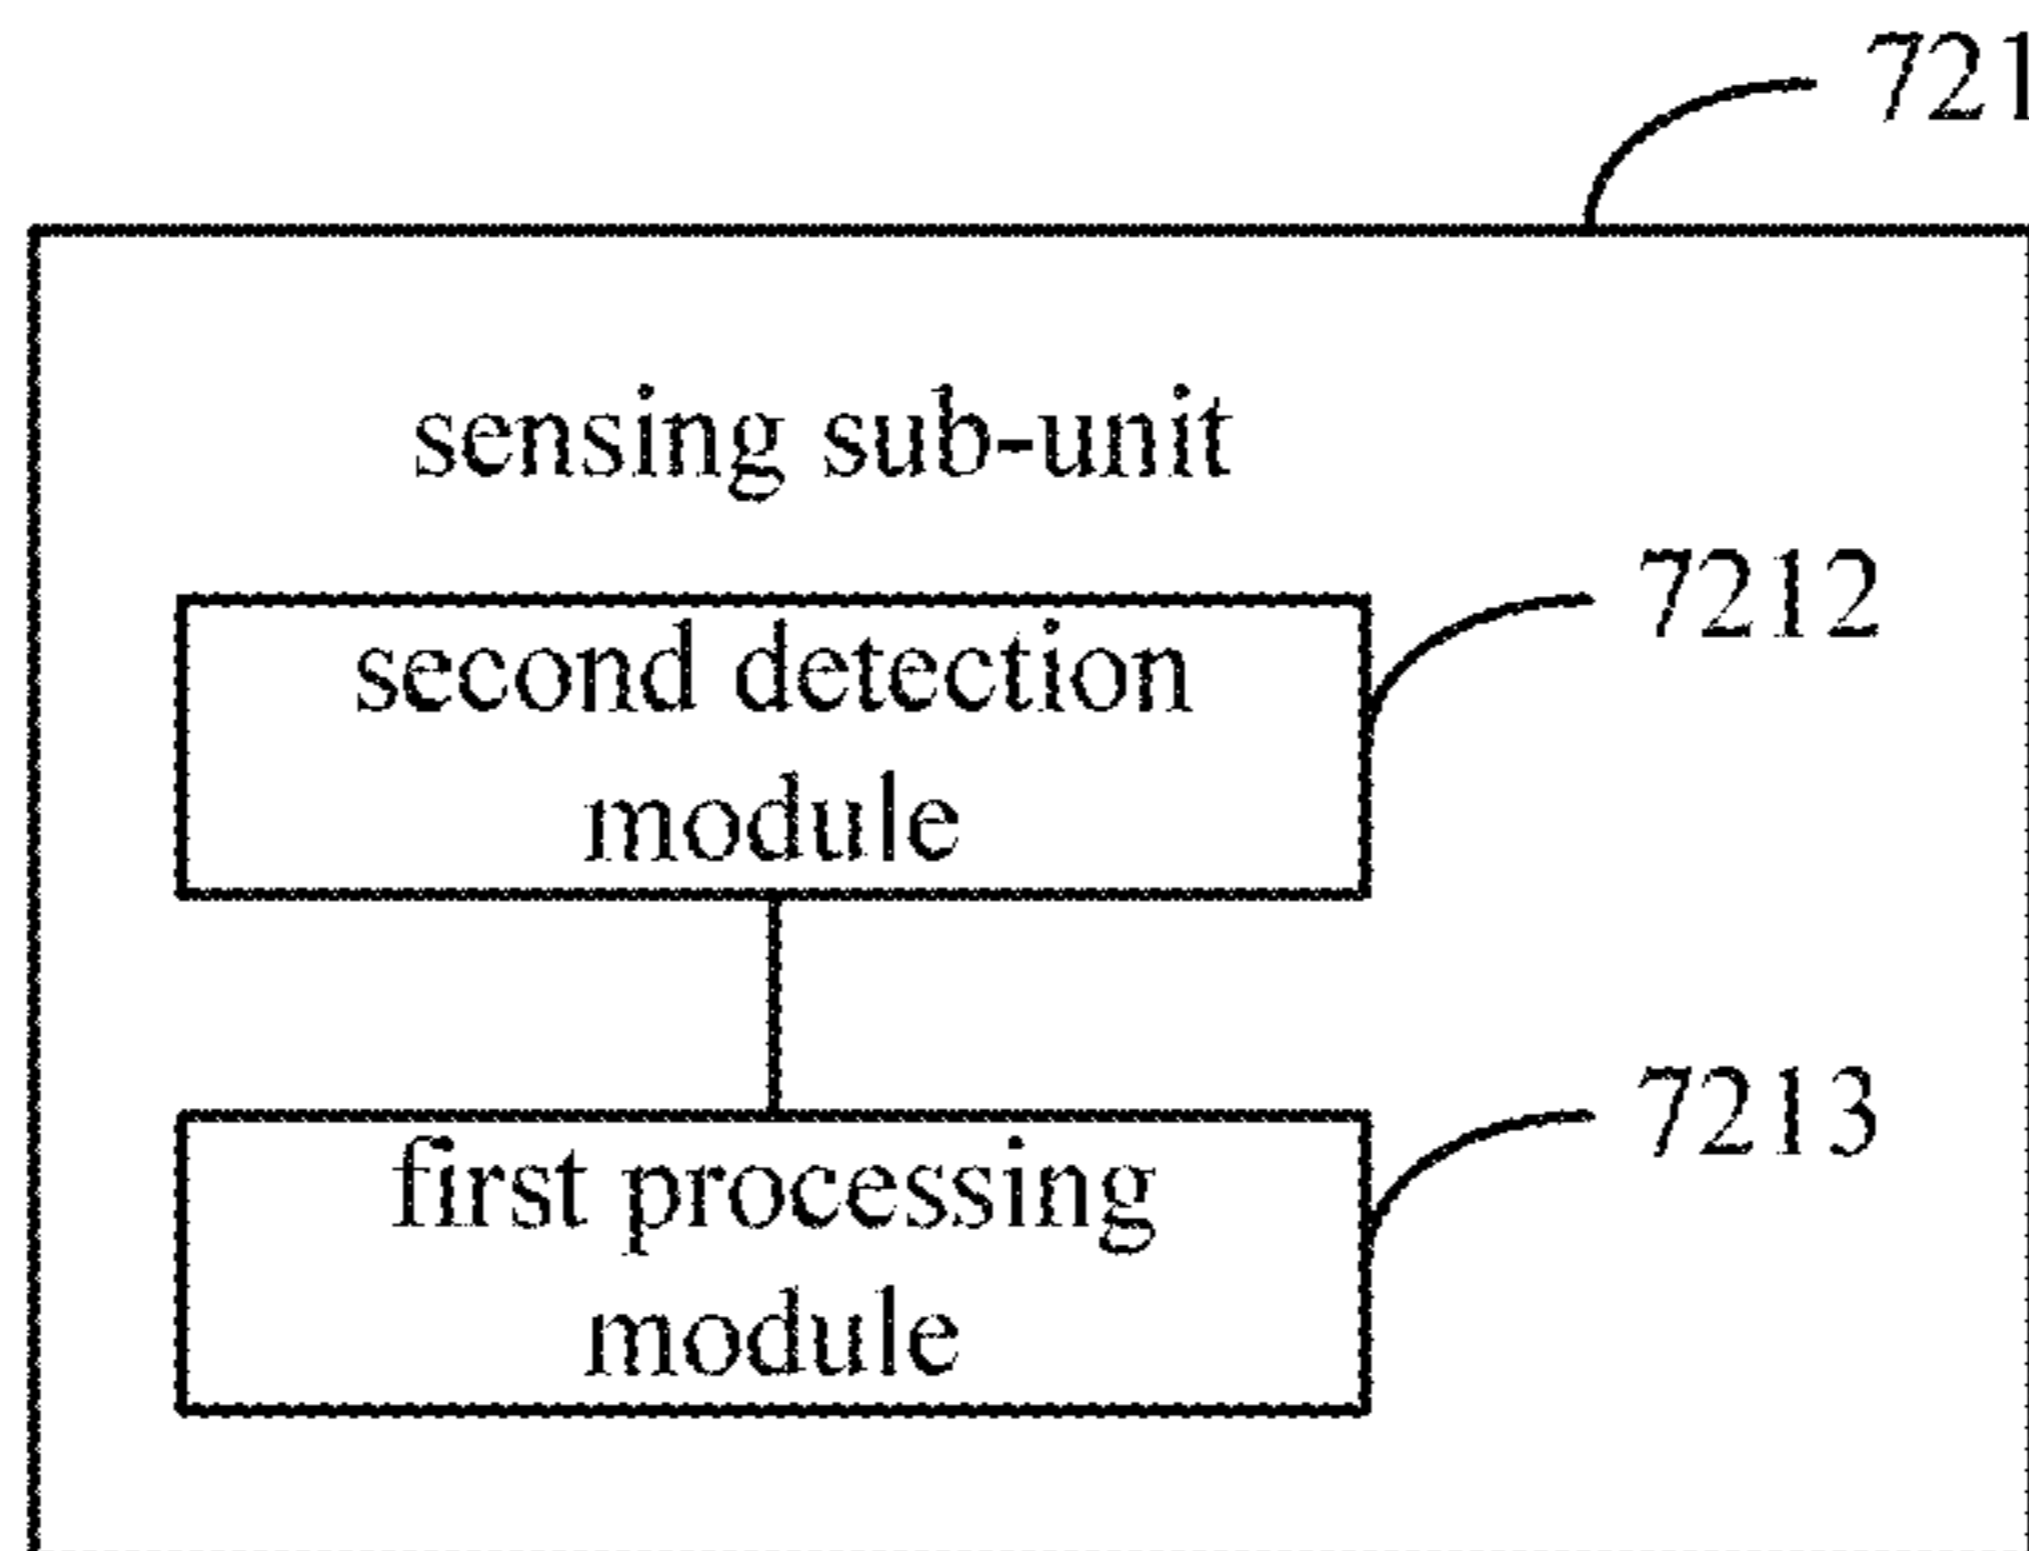 721
sensing sub-unit
7212
second detection
module
7213
first processing
module